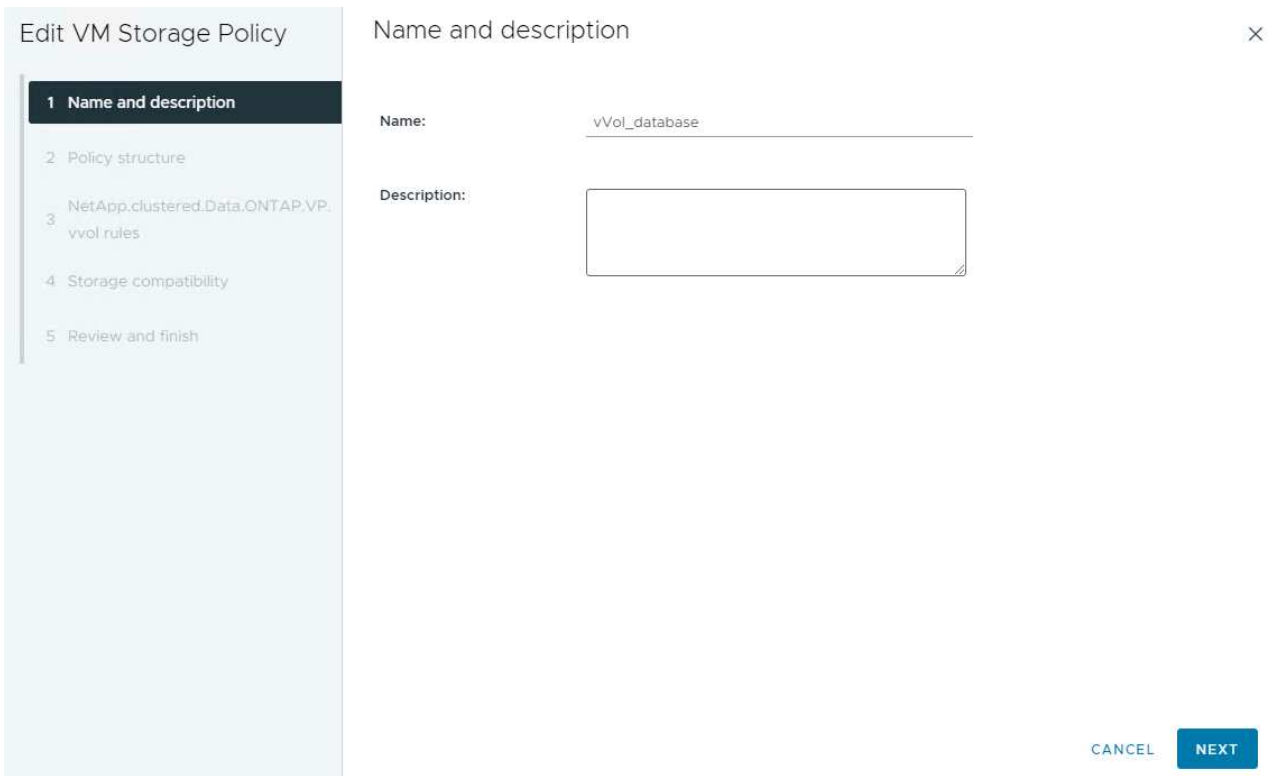 Edit VM Storage Policy
1 Name and description
2 Policy structure
3 NetApp.clustered.Data.ONTAP.VP.
vvol rules
4 Storage compatibility
5 Review and finish
Name and description
Name: vVol_database
Description:
CANCEL NEXT